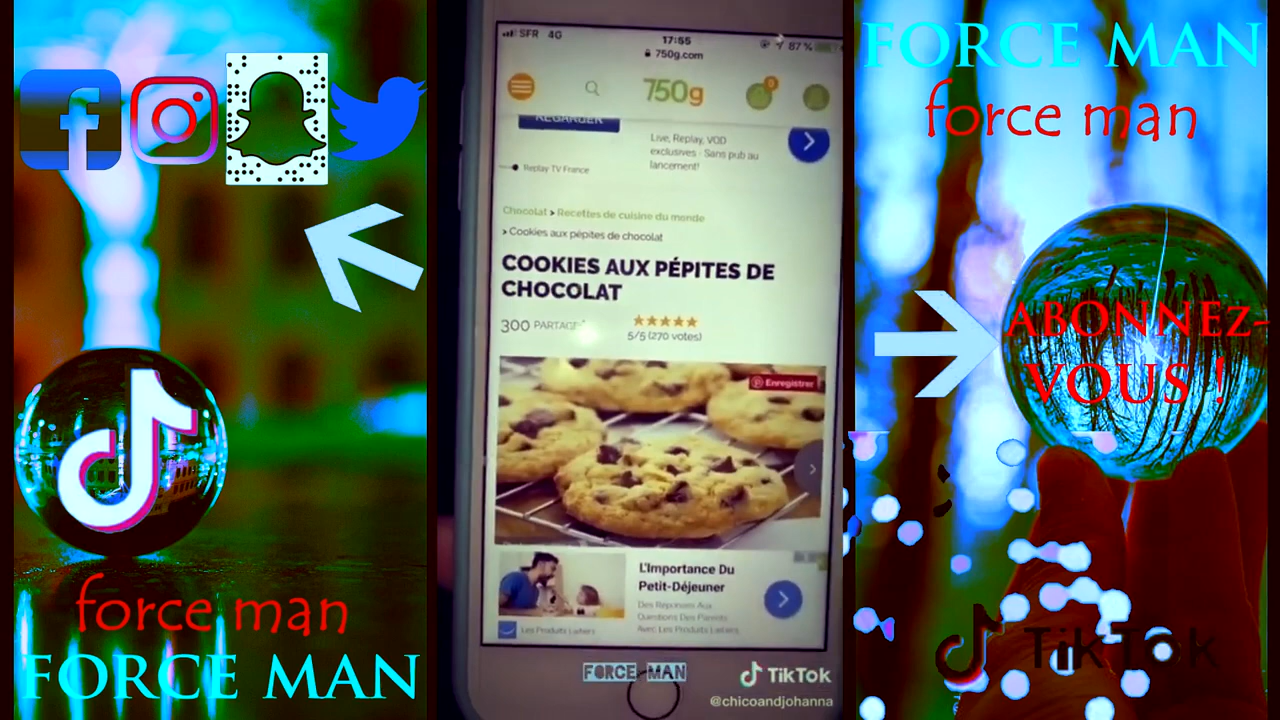 force man
FORCE MAN
SFR 4G
17:55
87 %
750g.com
750g
REGARDER
Live, Replay, VOD
exclusives - Sans pub au
lancement!
Replay TV France
Chocolat > Recettes de cuisine du monde
> Cookies aux pépites de chocolat
COOKIES AUX PÉPITES DE
CHOCOLAT
300 PARTAGE
5/5 (270 votes)
Enregistrer
L'Importance Du
Petit-Déjeuner
Des Réponses Aux
Questions Des Parents
Avec Les Produits Laitiers
Les Produits Laitiers
FORCE-MAN
TikTok
@chicoandjohanna
FORCE MAN
force man
ABONNEZ-
VOUS !
TikTok